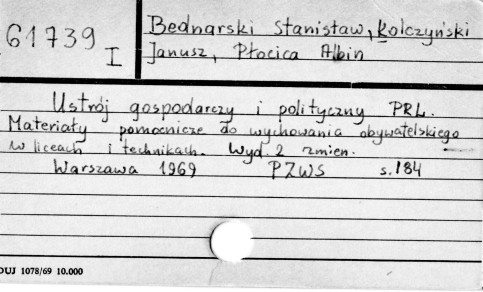 61739 I
Bednarski Stanisław, Kolczyński
Janusz, Płocica Albin
Ustrój gospodarczy i polityczny PRL.
Materiały pomocnicze do wychowania obywatelskiego
w liceach i technikach. Wyd. 2 zmien.
Warszawa 1969 PZWS s. 184
DUJ 1078/69 10.000